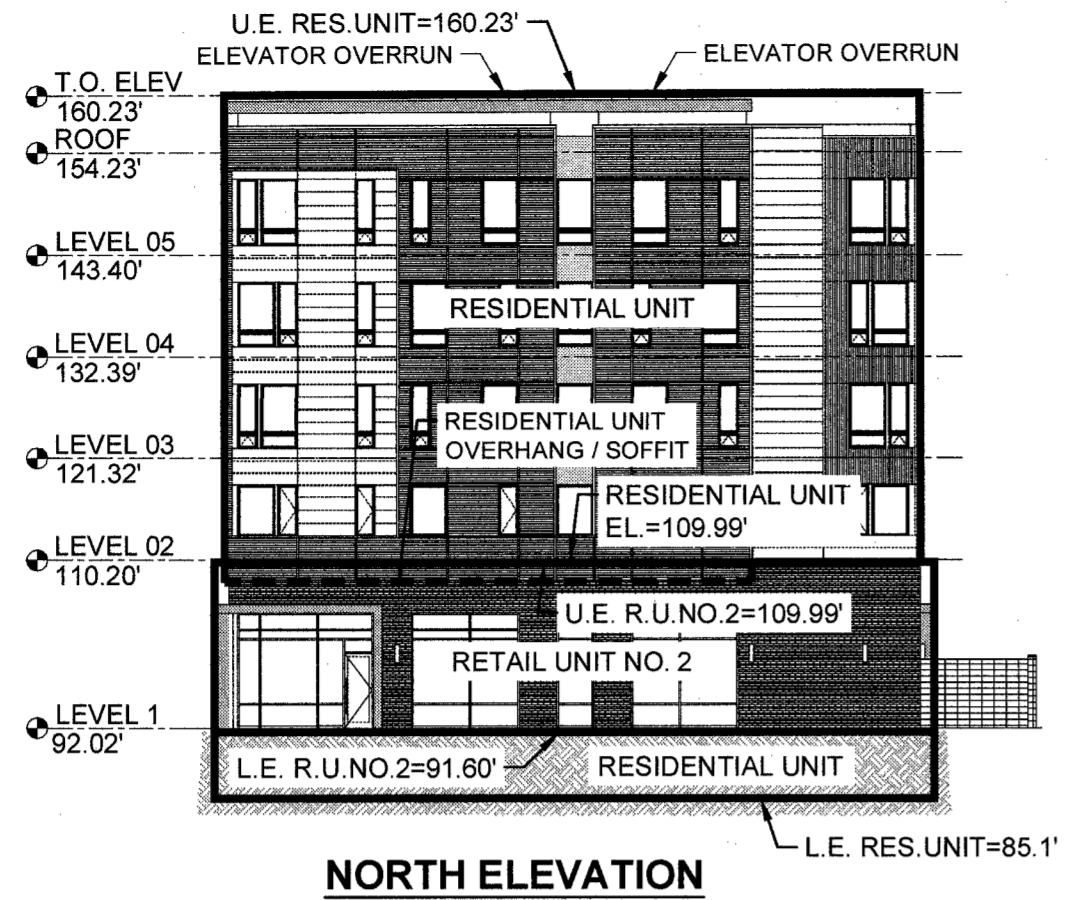 U.E. RES.UNIT=160.23'
ELEVATOR OVERRUN
ELEVATOR OVERRUN
T.O. ELEV
160.23'
ROOF
154.23'
LEVEL 05
143.40'
RESIDENTIAL UNIT
LEVEL 04
132.39'
RESIDENTIAL UNIT
OVERHANG / SOFFIT
LEVEL 03
121.32'
RESIDENTIAL UNIT
EL.=109.99'
LEVEL 02
110.20'
U.E. R.U.NO.2=109.99'
RETAIL UNIT NO. 2
LEVEL 1
92.02'
L.E. R.U.NO.2=91.60'
RESIDENTIAL UNIT
L.E. RES.UNIT=85.1'
NORTH ELEVATION